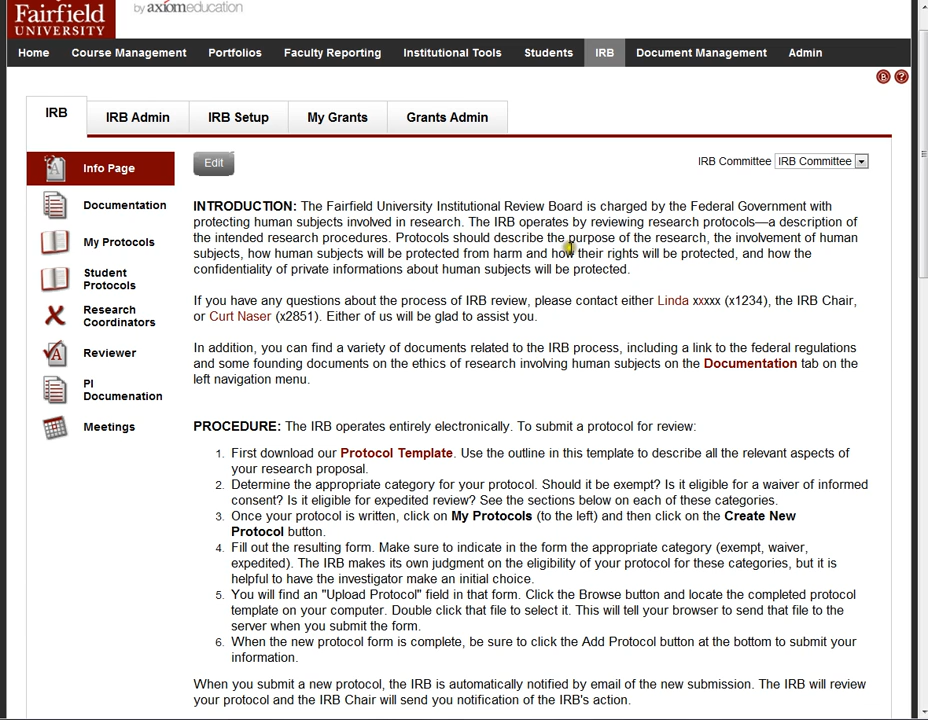 Fairfield
UNIVERSITY
by axiomeducation
Home Course Management Portfolios Faculty Reporting Institutional Tools Students IRB Document Management Admin
IRB IRB Admin IRB Setup My Grants Grants Admin
Info Page
Documentation
My Protocols
Student
Protocols
Research
Coordinators
Reviewer
PI
Documenation
Meetings
Edit
IRB Committee IRB Committee
INTRODUCTION: The Fairfield University Institutional Review Board is charged by the Federal Government with
protecting human subjects involved in research. The IRB operates by reviewing research protocols—a description of
the intended research procedures. Protocols should describe the purpose of the research, the involvement of human
subjects, how human subjects will be protected from harm and how their rights will be protected, and how the
confidentiality of private informations about human subjects will be protected.
If you have any questions about the process of IRB review, please contact either Linda xxxxx (x1234), the IRB Chair,
or Curt Naser (x2851). Either of us will be glad to assist you.
In addition, you can find a variety of documents related to the IRB process, including a link to the federal regulations
and some founding documents on the ethics of research involving human subjects on the Documentation tab on the
left navigation menu.
PROCEDURE: The IRB operates entirely electronically. To submit a protocol for review:
1. First download our Protocol Template. Use the outline in this template to describe all the relevant aspects of
your research proposal.
2. Determine the appropriate category for your protocol. Should it be exempt? Is it eligible for a waiver of informed
consent? Is it eligible for expedited review? See the sections below on each of these categories.
3. Once your protocol is written, click on My Protocols (to the left) and then click on the Create New
Protocol button.
4. Fill out the resulting form. Make sure to indicate in the form the appropriate category (exempt, waiver,
expedited). The IRB makes its own judgment on the eligibility of your protocol for these categories, but it is
helpful to have the investigator make an initial choice.
5. You will find an "Upload Protocol" field in that form. Click the Browse button and locate the completed protocol
template on your computer. Double click that file to select it. This will tell your browser to send that file to the
server when you submit the form.
6. When the new protocol form is complete, be sure to click the Add Protocol button at the bottom to submit your
information.
When you submit a new protocol, the IRB is automatically notified by email of the new submission. The IRB will review
your protocol and the IRB Chair will send you notification of the IRB's action.